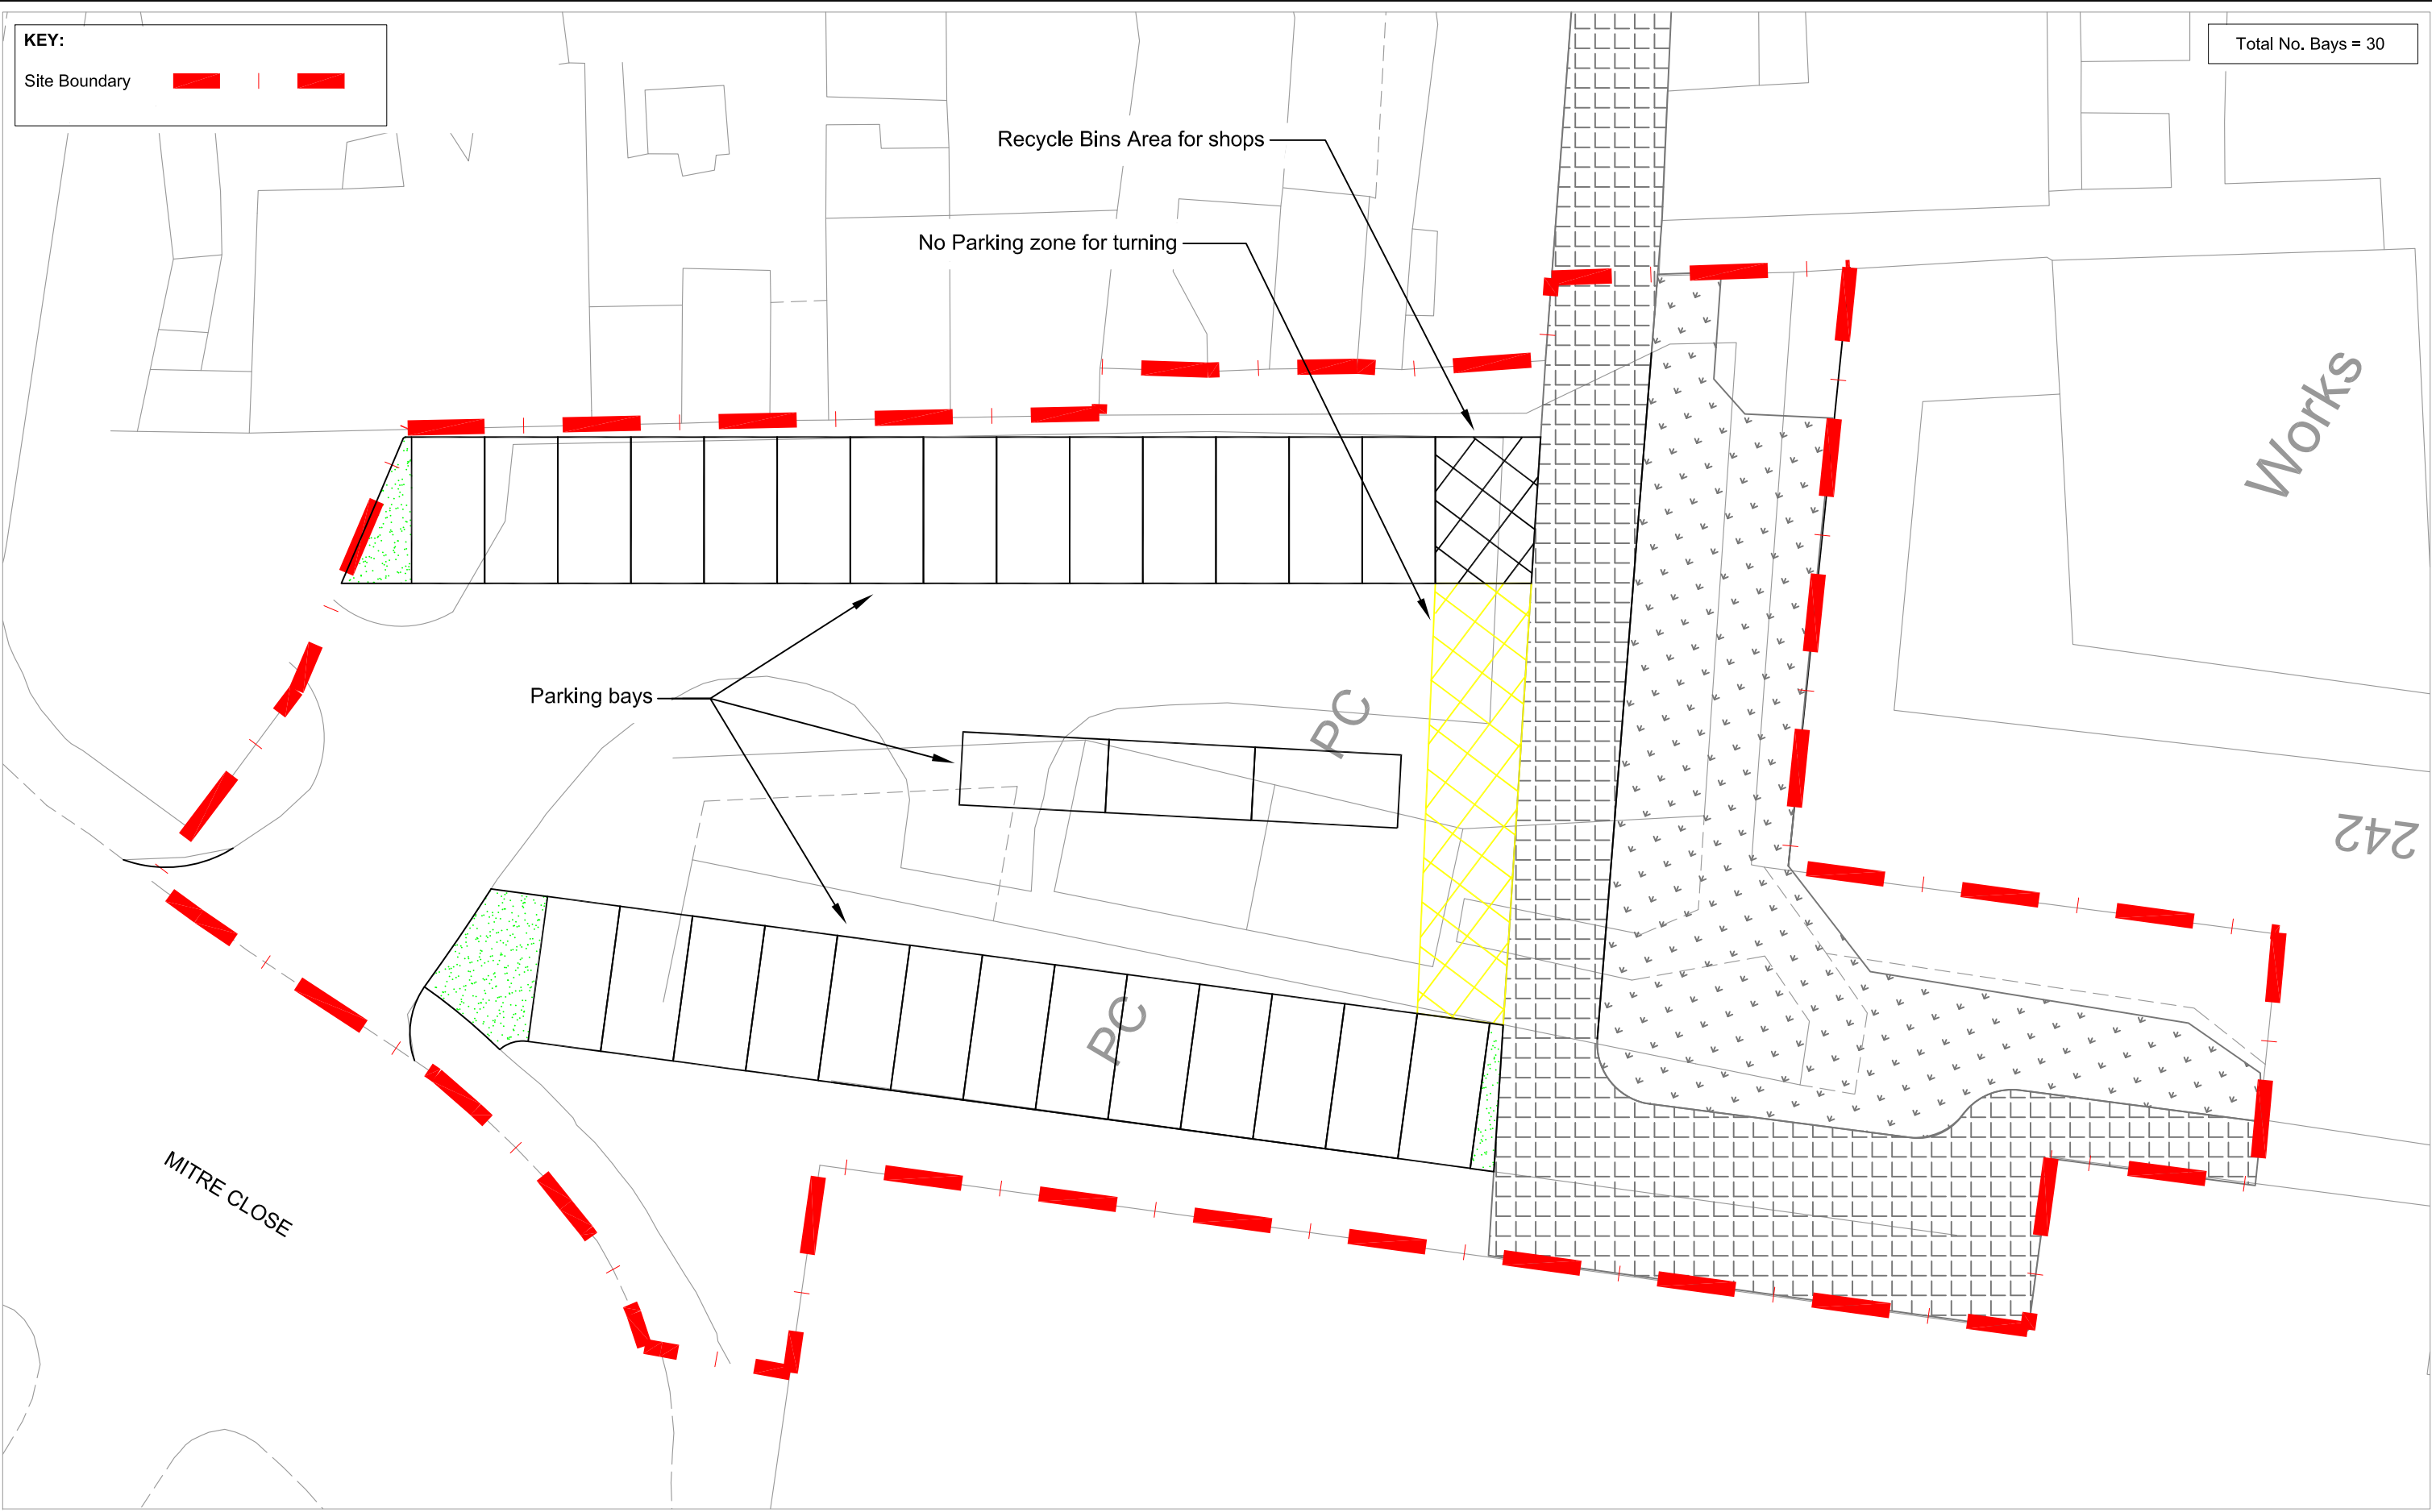 KEY:
Site Boundary
Total No. Bays = 30
Recycle Bins Area for shops
No Parking zone for turning
Works
Parking bays
PC
242
PC
MITRE CLOSE